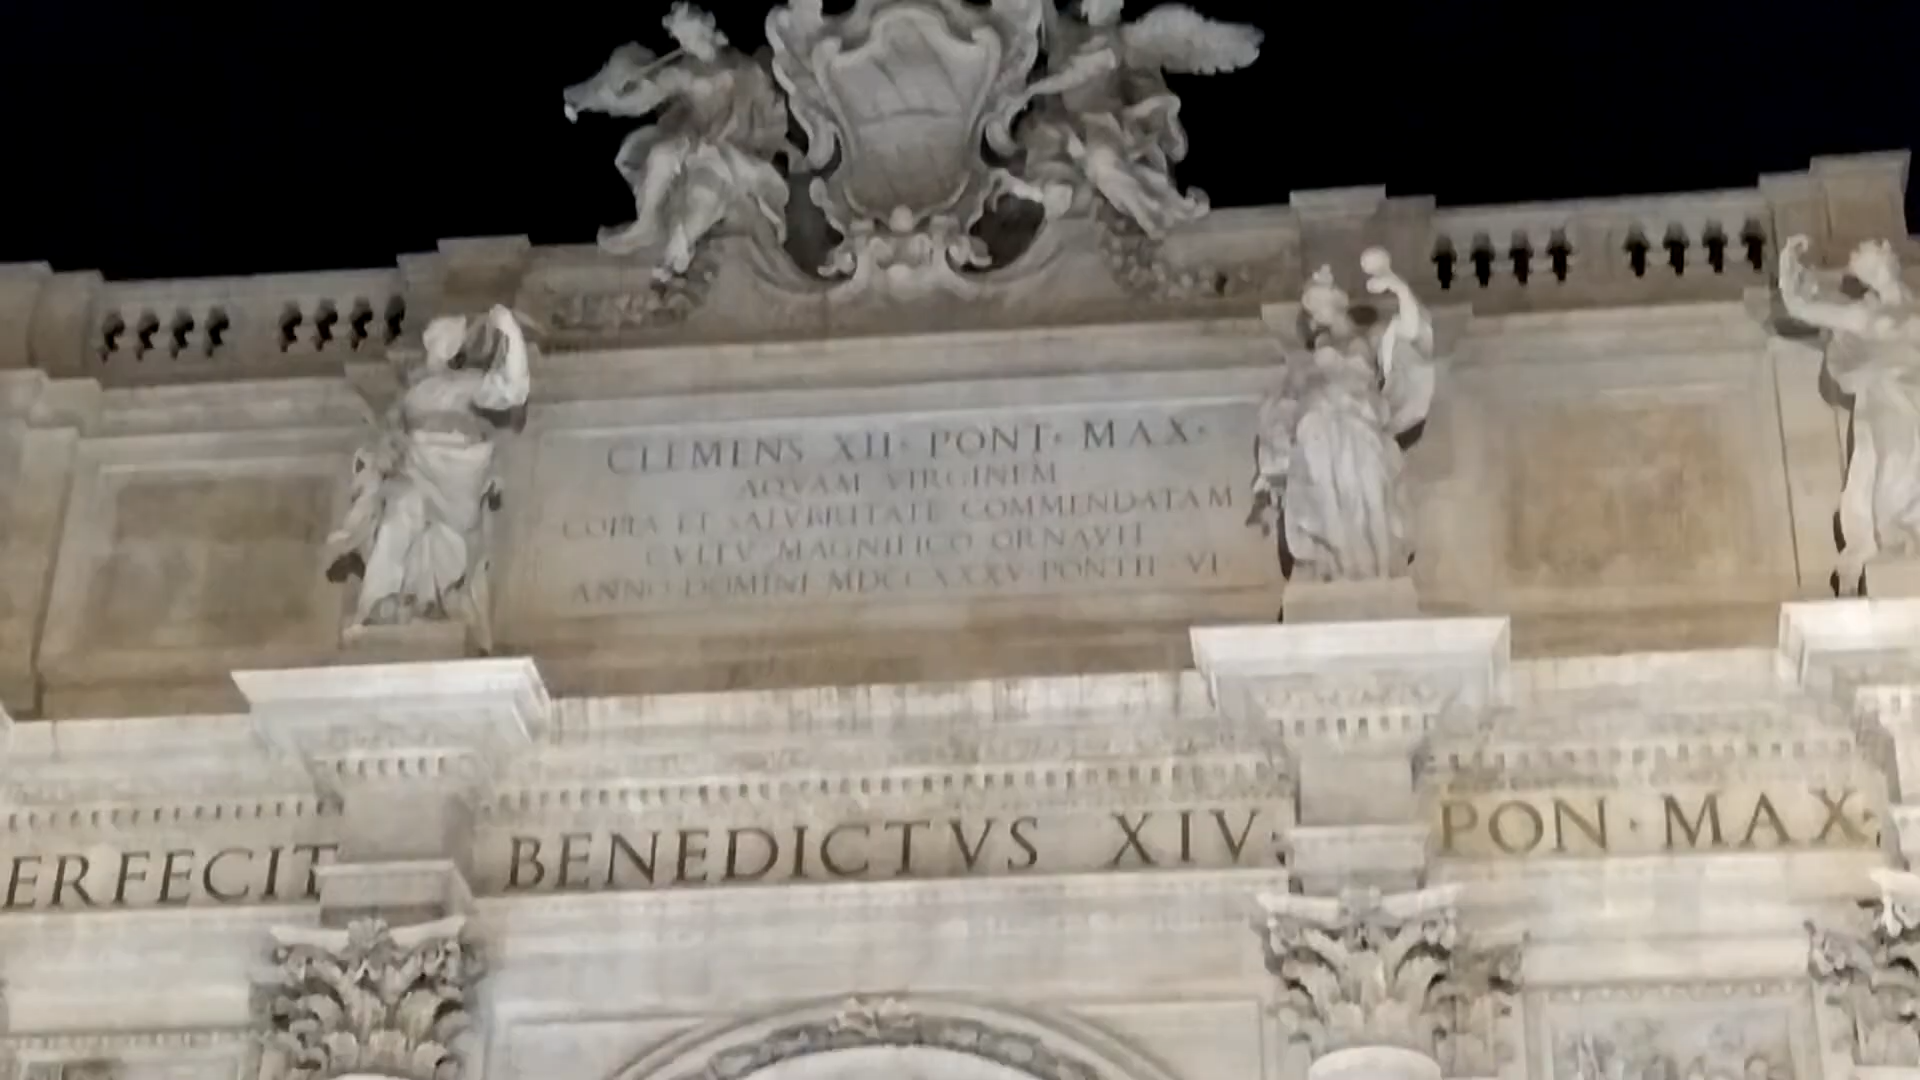 CLEMENS XII· PONT· MAX·
AQVAM VIRGINEM
COPIA ET SALVBRITATE COMMENDATAM
CVLTV MAGNIFICO ORNAVIT
ANNO DOMINI MDCCXXXV PONTIF· VI
ERFECIT BENEDICTVS XIV· PON·MAX·